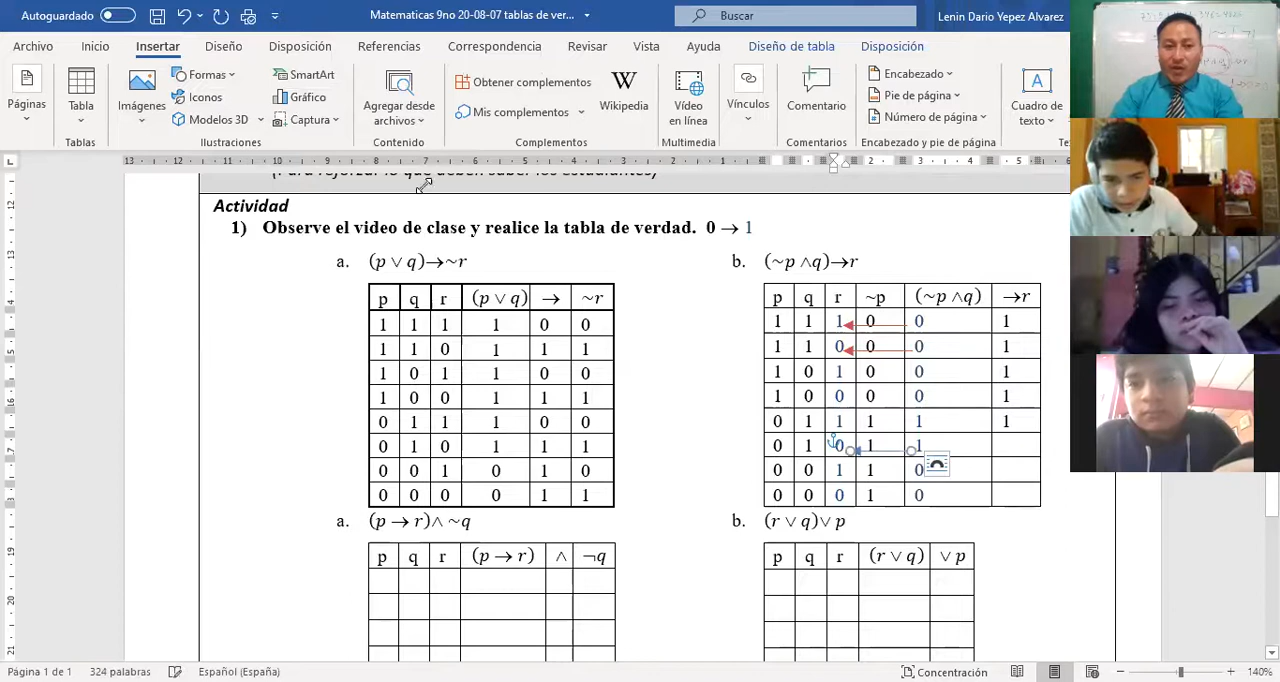 Autoguardado
Matematicas 9no 20-08-07 tablas de ver...
Buscar
Lenin Dario Yepez Alvarez
Archivo Inicio Insertar Diseño Disposición Referencias Correspondencia Revisar Vista Ayuda Diseño de tabla Disposición
Páginas
Tabla
Tablas
Imágenes
Formas
Iconos
Modelos 3D
SmartArt
Gráfico
Captura
Ilustraciones
Agregar desde archivos
Contenido
Obtener complementos
Mis complementos
W
Wikipedia
Complementos
Vídeo en línea
Multimedia
Vínculos
Comentario
Comentarios
Encabezado
Pie de página
Número de página
Encabezado y pie de página
A
Cuadro de texto
(Para reforzar lo que deben saber los estudiantes)
Actividad
1) Observe el video de clase y realice la tabla de verdad. 0 → 1
a. (p ∨ q)→~r
p q r (p ∨ q) → ~r
1 1 1 1 0 0
1 1 0 1 1 1
1 0 1 1 0 0
1 0 0 1 1 1
0 1 1 1 0 0
0 1 0 1 1 1
0 0 1 0 1 0
0 0 0 0 1 1
b. (~p ∧q)→r
p q r ~p (~p ∧q) →r
1 1 1 0 0 1
1 1 0 0 0 1
1 0 1 0 0 1
1 0 0 0 0 1
0 1 1 1 1 1
0 1 0 1 1
0 0 1 1 0
0 0 0 1 0
a. (p → r)∧ ~q
p q r (p → r) ∧ ¬q
b. (r ∨ q)∨ p
p q r (r ∨ q) ∨ p
Página 1 de 1
324 palabras
Español (España)
Concentración
140%